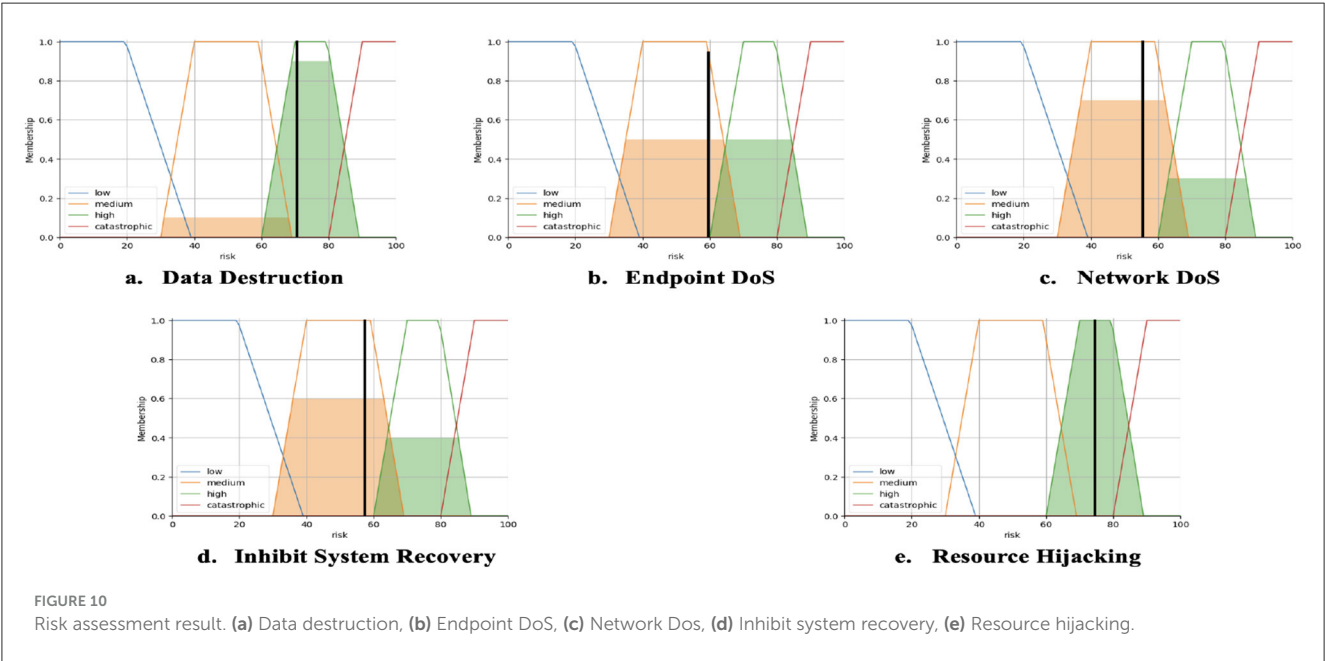 1.0
0.8
0.6
0.4
0.2
0.0
Membership
low
medium
high
catastrophic
0 20 40 60 80 100
risk
a. Data Destruction
1.0
0.8
0.6
0.4
0.2
0.0
Membership
low
medium
high
catastrophic
0 20 40 60 80 100
risk
b. Endpoint DoS
1.0
0.8
0.6
0.4
0.2
0.0
Membership
low
medium
high
catastrophic
0 20 40 60 80 100
risk
c. Network DoS
1.0
0.8
0.6
0.4
0.2
0.0
Membership
low
medium
high
catastrophic
0 20 40 60 80 100
risk
d. Inhibit System Recovery
1.0
0.8
0.6
0.4
0.2
0.0
Membership
low
medium
high
catastrophic
0 20 40 60 80 100
risk
e. Resource Hijacking
FIGURE 10
Risk assessment result. (a) Data destruction, (b) Endpoint DoS, (c) Network Dos, (d) Inhibit system recovery, (e) Resource hijacking.